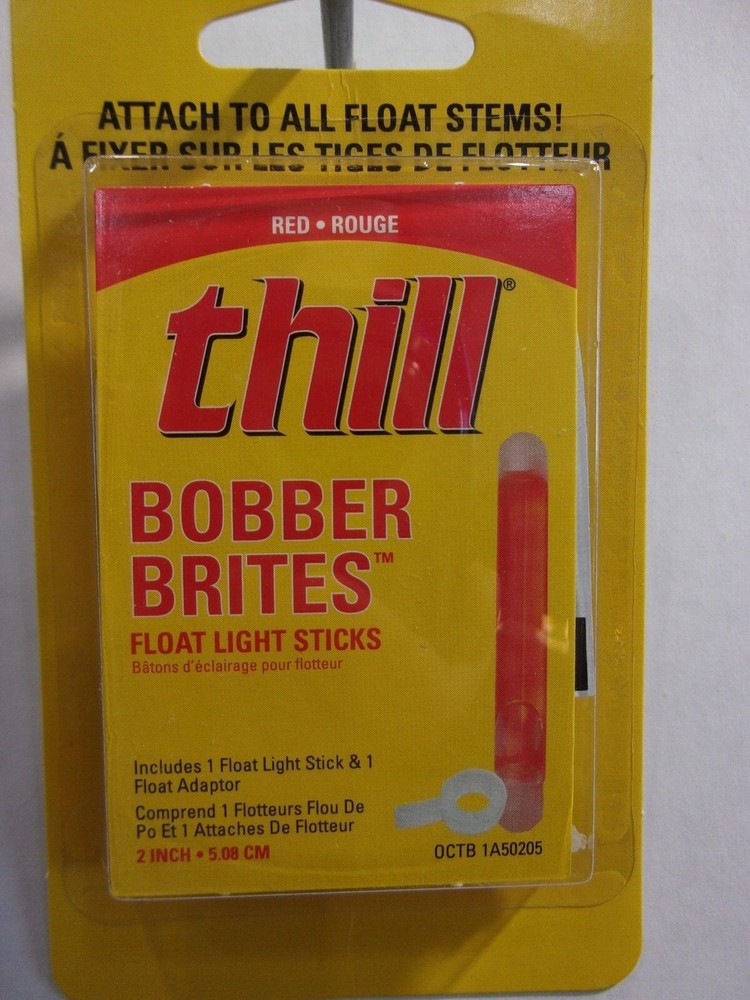 ATTACH TO ALL FLOAT STEMS!
Á FIXER SUR LES TIGES DE FLOTTEUR
RED • ROUGE
thill®
BOBBER
BRITES™
FLOAT LIGHT STICKS
Bâtons d'éclairage pour flotteur
Includes 1 Float Light Stick & 1
Float Adaptor
Comprend 1 Flotteurs Flou De
Po Et 1 Attaches De Flotteur
2 INCH • 5.08 CM
OCTB 1A50205